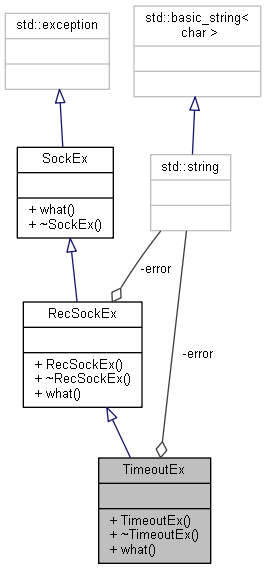 std::exception
std::basic_string<
char >
SockEx
+ what()
+ ~SockEx()
std::string
-error
RecSockEx
+ RecSockEx()
+ ~RecSockEx()
+ what()
-error
TimeoutEx
+ TimeoutEx()
+ ~TimeoutEx()
+ what()